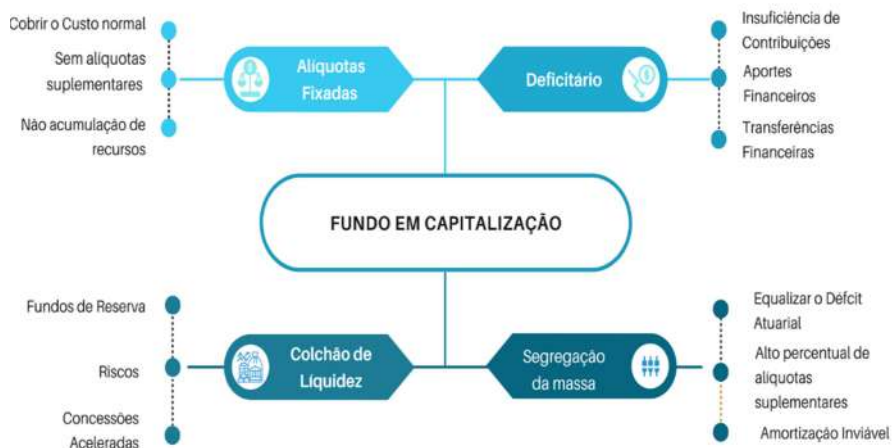 Cobrir o Custo normal
Sem alíquotas
suplementares
Não acumulação de
recursos
Alíquotas
Fixadas
Deficitário
Insuficiência de
Contribuições
Aportes
Financeiros
Transferências
Financeiras
FUNDO EM CAPITALIZAÇÃO
Fundos de Reserva
Riscos
Concessões
Aceleradas
Colchão de
Líquidez
Segregação
da massa
Equalizar o Défcit
Atuarial
Alto percentual de
alíquotas
suplementares
Amortização Inviável